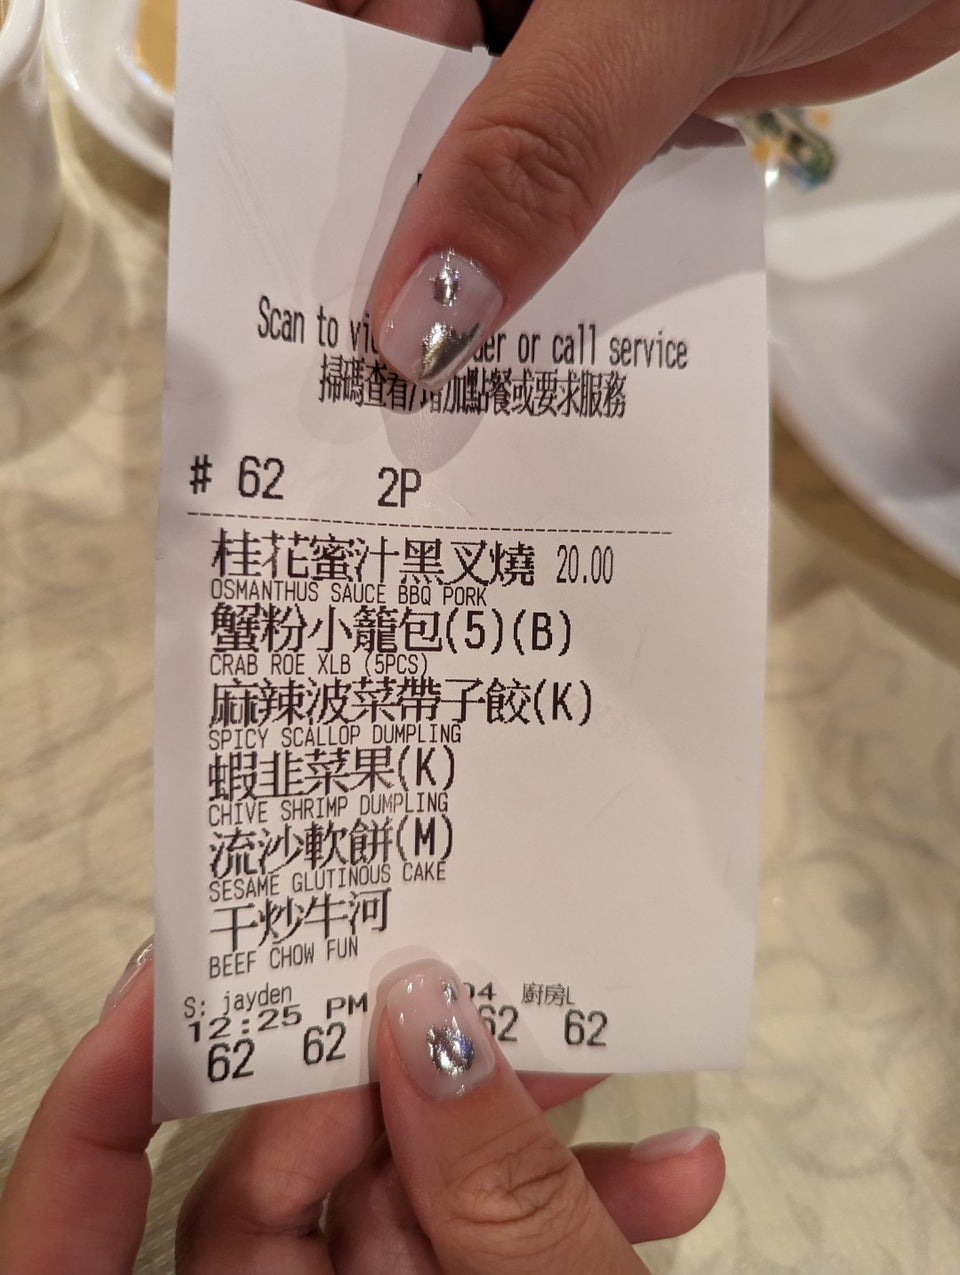 Scan to der or call service
掃碼查看/增加點餐或要求服務
# 62 2P
桂花蜜汁黑叉燒 20.00
OSMANTHUS SAUCE BBQ PORK
蟹粉小籠包(5)(B)
CRAB ROE XLB (5PCS)
麻辣波菜帶子餃(K)
SPICY SCALLOP DUMPLING
蝦韭菜果(K)
CHIVE SHRIMP DUMPLING
流沙軟餅(M)
SESAME GLUTINOUS CAKE
干炒牛河
BEEF CHOW FUN
S: jayden
12:25 PM 04 廚房L
62 62 62 62